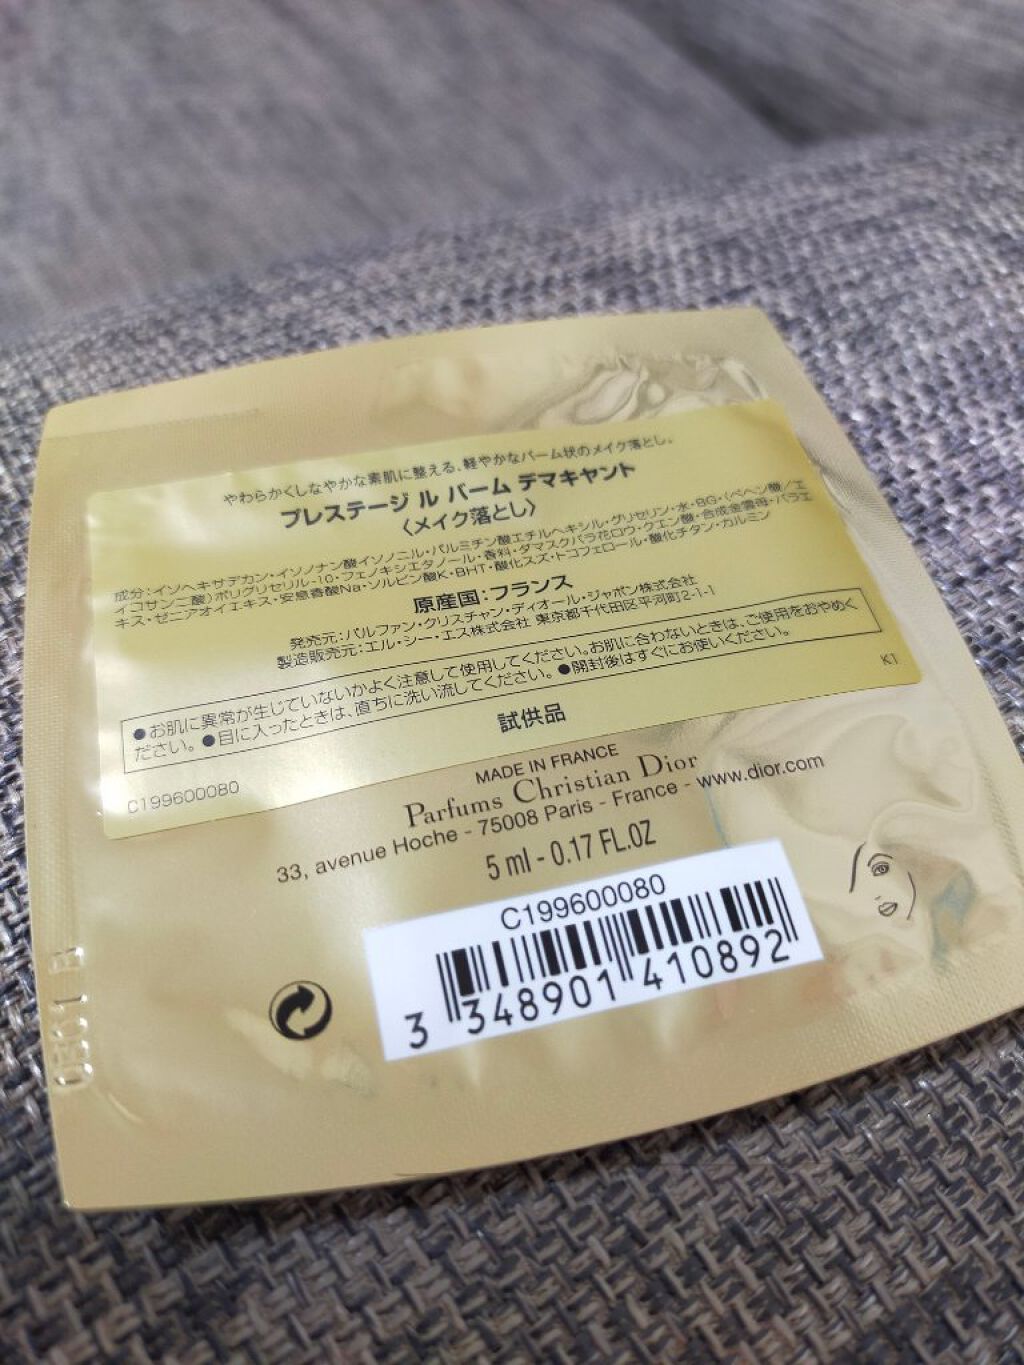 やわらかくしなやかな素肌に整える、軽やかなバーム状のメイク落とし。
プレステージ ル バーム デマキヤント
〈メイク落とし〉
成分：イソヘキサデカン・イソノナン酸イソノニル・パルミチン酸エチルヘキシル・グリセリン・水・BG・（ベヘン酸／エ
イコサン二酸）ポリグリセリル-10・フェノキシエタノール・香料・ダマスクバラ花ロウ・クエン酸・合成金雲母・バラエ
キス・ゼニアオイエキス・安息香酸Na・ソルビン酸K・BHT・酸化スズ・トコフェロール・酸化チタン・カルミン
原産国：フランス
発売元：パルファン・クリスチャン・ディオール・ジャポン株式会社
製造販売元：エル・シー・エス株式会社 東京都千代田区平河町2-1-1
●お肌に異常が生じていないかよく注意して使用してください。お肌に合わないときは、ご使用をおやめく
ださい。●目に入ったときは、直ちに洗い流してください。●開封後はすぐにお使いください。
K1
試供品
C199600080
MADE IN FRANCE
Parfums Christian Dior
33, avenue Hoche - 75008 Paris - France - www.dior.com
5 ml - 0.17 FL.OZ
C199600080
3 348901 410892